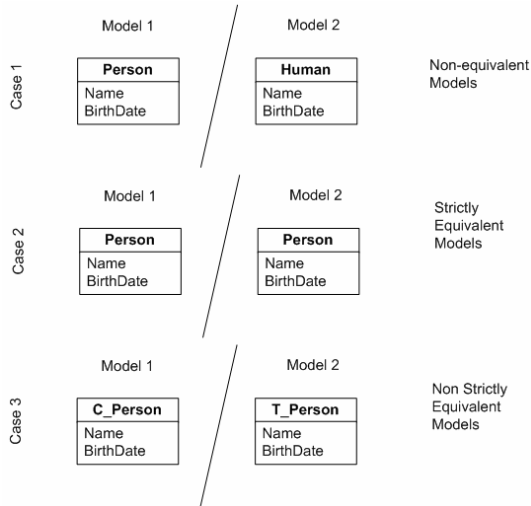 Model 1
Model 2
Case 1
Person
Name
BirthDate
Human
Name
BirthDate
Non-equivalent
Models
Model 1
Model 2
Case 2
Person
Name
BirthDate
Person
Name
BirthDate
Strictly
Equivalent
Models
Model 1
Model 2
Case 3
C_Person
Name
BirthDate
T_Person
Name
BirthDate
Non Strictly
Equivalent
Models